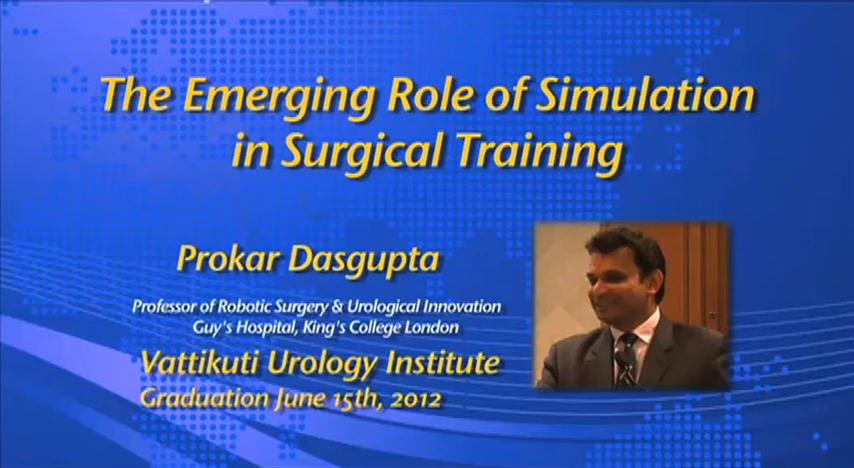 The Emerging Role of Simulation
in Surgical Training
Prokar Dasgupta
Professor of Robotic Surgery & Urological Innovation
Guy's Hospital, King's College London
Vattikuti Urology Institute
Graduation June 15th, 2012